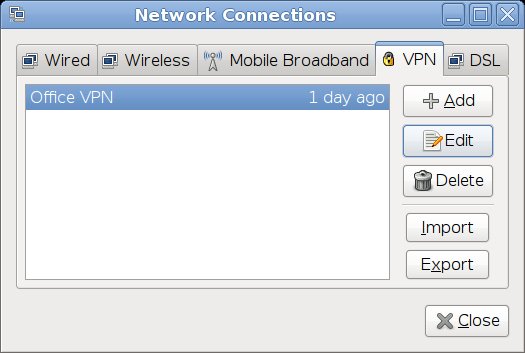 Network Connections
Wired Wireless Mobile Broadband VPN DSL
Office VPN 1 day ago
Add
Edit
Delete
Import
Export
Close